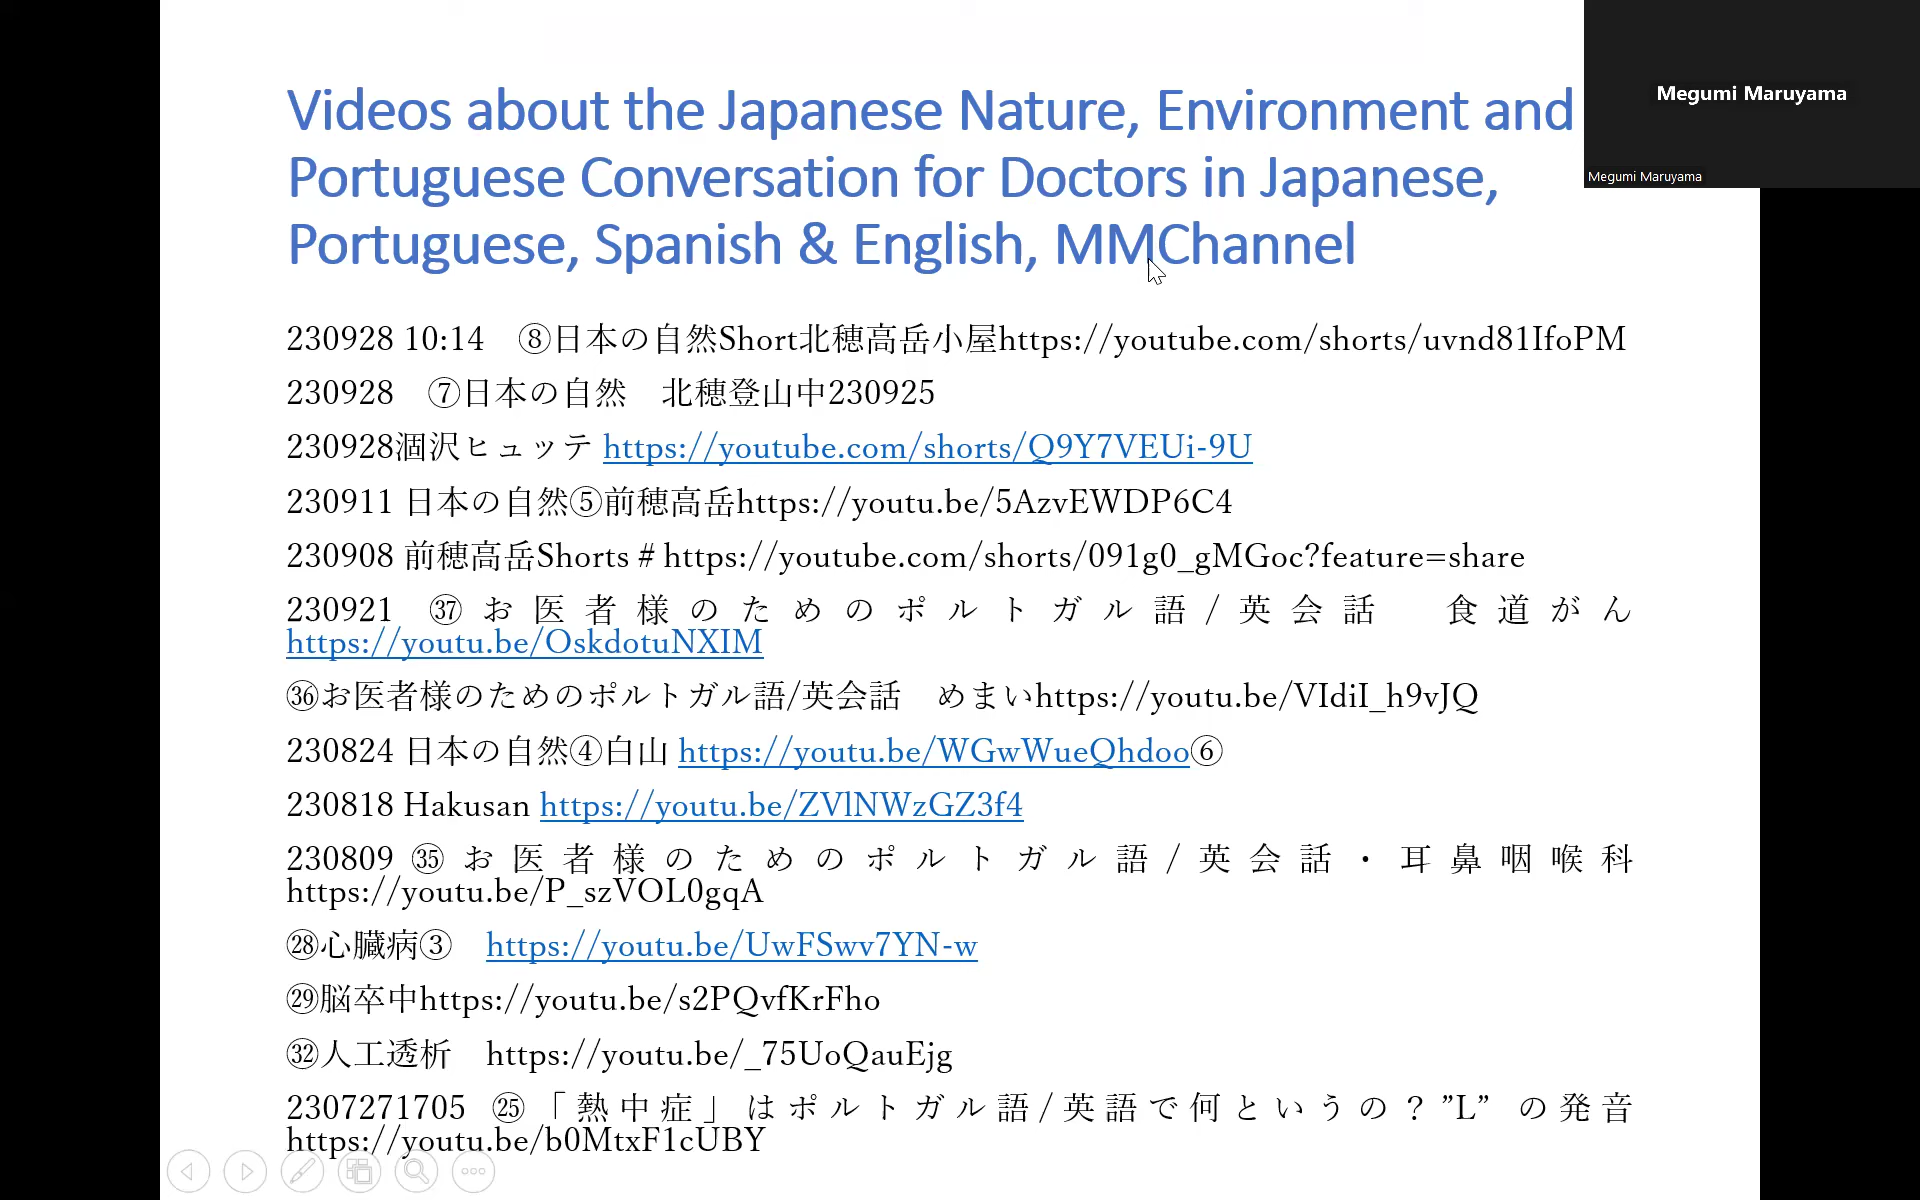 Videos about the Japanese Nature, Environment and
Portuguese Conversation for Doctors in Japanese,
Portuguese, Spanish & English, MMChannel
Megumi Maruyama
Megumi Maruyama
230928 10:14　⑧日本の自然Short北穂高岳小屋https://youtube.com/shorts/uvnd81IfoPM
230928　⑦日本の自然　北穂登山中230925
230928涸沢ヒュッテ https://youtube.com/shorts/Q9Y7VEUi-9U
230911 日本の自然⑤前穂高岳https://youtu.be/5AzvEWDP6C4
230908 前穂高岳Shorts # https://youtube.com/shorts/091g0_gMGoc?feature=share
230921 ㊲お医者様のためのポルトガル語/英会話　食道がん
https://youtu.be/OskdotuNXIM
㊱お医者様のためのポルトガル語/英会話　めまいhttps://youtu.be/VIdiI_h9vJQ
230824 日本の自然④白山 https://youtu.be/WGwWueQhdoo⑥
230818 Hakusan https://youtu.be/ZVlNWzGZ3f4
230809 ㉟お医者様のためのポルトガル語/英会話・耳鼻咽喉科
https://youtu.be/P_szVOL0gqA
㉘心臓病③　https://youtu.be/UwFSwv7YN-w
㉙脳卒中https://youtu.be/s2PQvfKrFho
㉜人工透析　https://youtu.be/_75UoQauEjg
2307271705 ㉕「熱中症」はポルトガル語/英語で何というの？”L” の発音
https://youtu.be/b0MtxF1cUBY